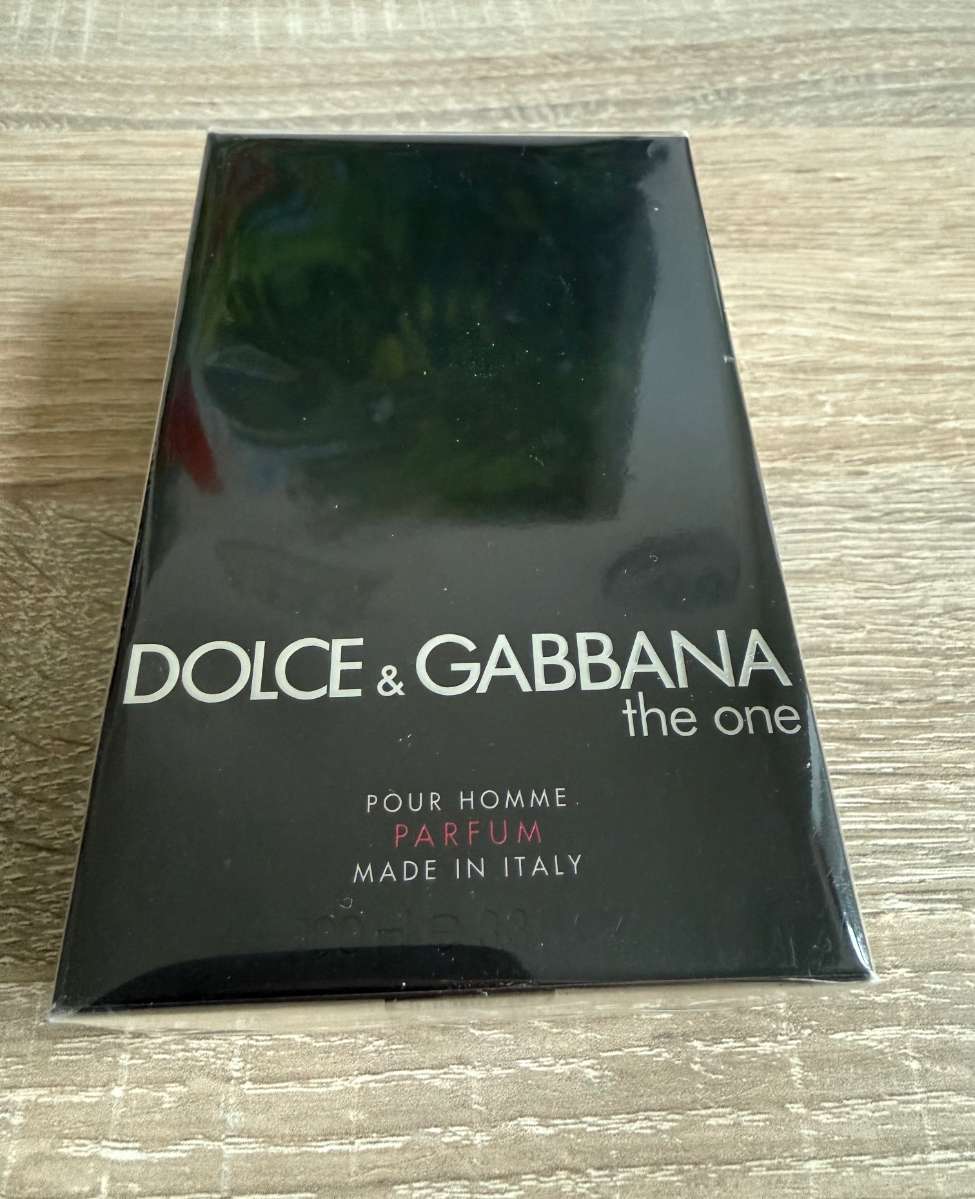 DOLCE & GABBANA
the one
POUR HOMME
PARFUM
MADE IN ITALY